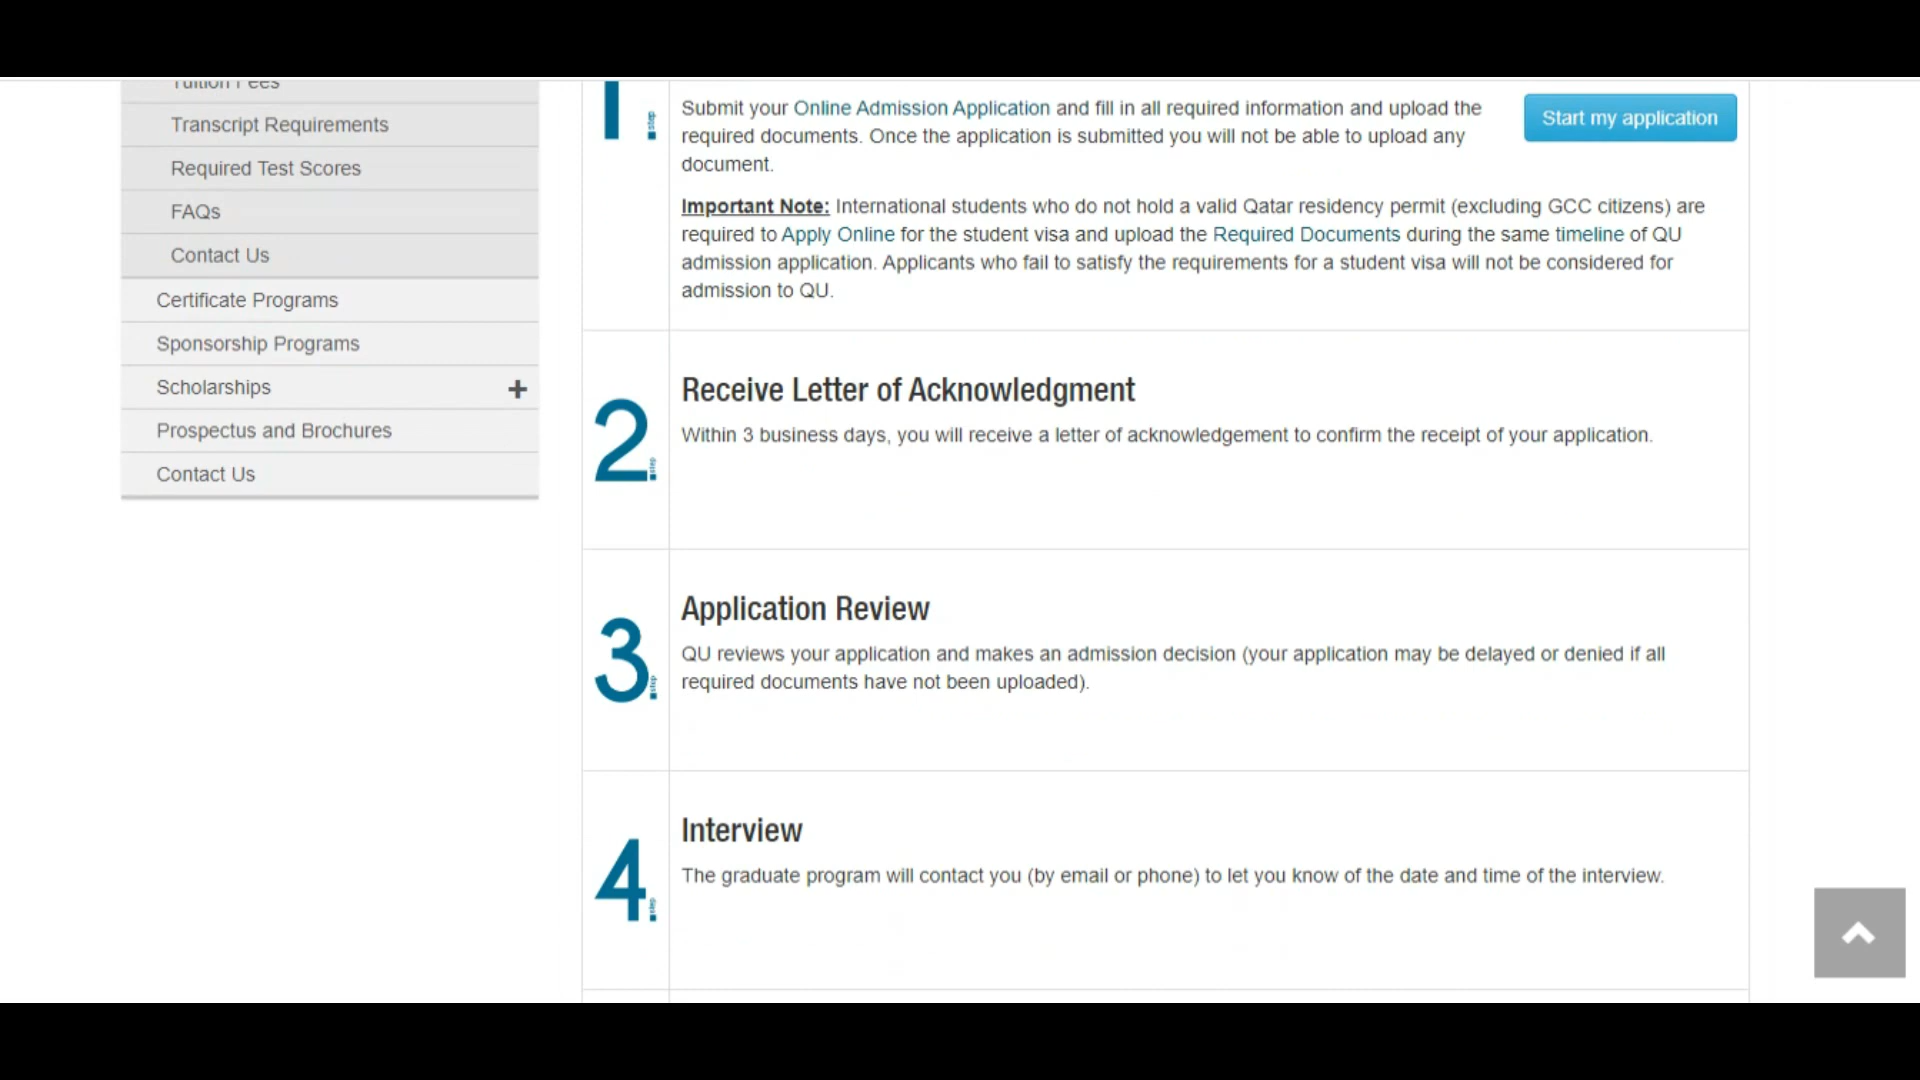 Tuition Fees
Transcript Requirements
Required Test Scores
FAQs
Contact Us
Certificate Programs
Sponsorship Programs
Scholarships
Prospectus and Brochures
Contact Us
1 step
Submit your Online Admission Application and fill in all required information and upload the
required documents. Once the application is submitted you will not be able to upload any
document.
Start my application
Important Note: International students who do not hold a valid Qatar residency permit (excluding GCC citizens) are
required to Apply Online for the student visa and upload the Required Documents during the same timeline of QU
admission application. Applicants who fail to satisfy the requirements for a student visa will not be considered for
admission to QU.
2 step
Receive Letter of Acknowledgment
Within 3 business days, you will receive a letter of acknowledgement to confirm the receipt of your application.
3 step
Application Review
QU reviews your application and makes an admission decision (your application may be delayed or denied if all
required documents have not been uploaded).
4 step
Interview
The graduate program will contact you (by email or phone) to let you know of the date and time of the interview.